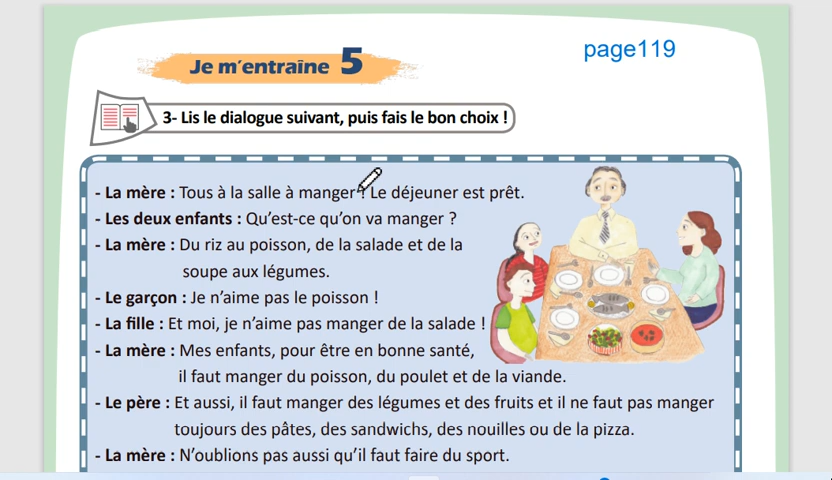 page119
Je m'entraîne 5
3- Lis le dialogue suivant, puis fais le bon choix !
- La mère : Tous à la salle à manger ! Le déjeuner est prêt.
- Les deux enfants : Qu'est-ce qu'on va manger ?
- La mère : Du riz au poisson, de la salade et de la
soupe aux légumes.
- Le garçon : Je n'aime pas le poisson !
- La fille : Et moi, je n'aime pas manger de la salade !
- La mère : Mes enfants, pour être en bonne santé,
il faut manger du poisson, du poulet et de la viande.
- Le père : Et aussi, il faut manger des légumes et des fruits et il ne faut pas manger
toujours des pâtes, des sandwichs, des nouilles ou de la pizza.
- La mère : N'oublions pas aussi qu'il faut faire du sport.